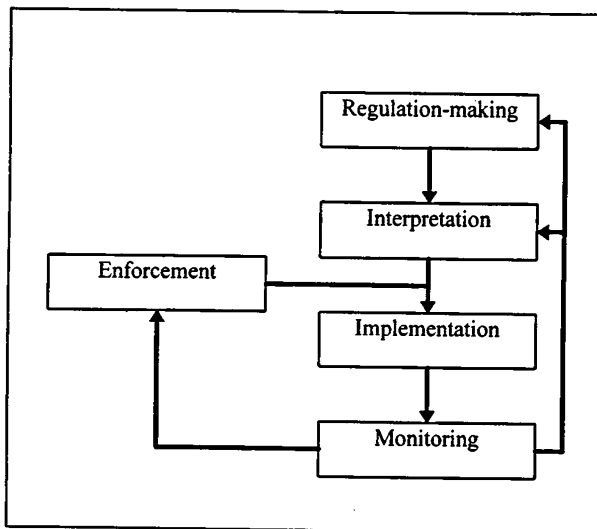 Regulation-making
Interpretation
Enforcement
Implementation
Monitoring